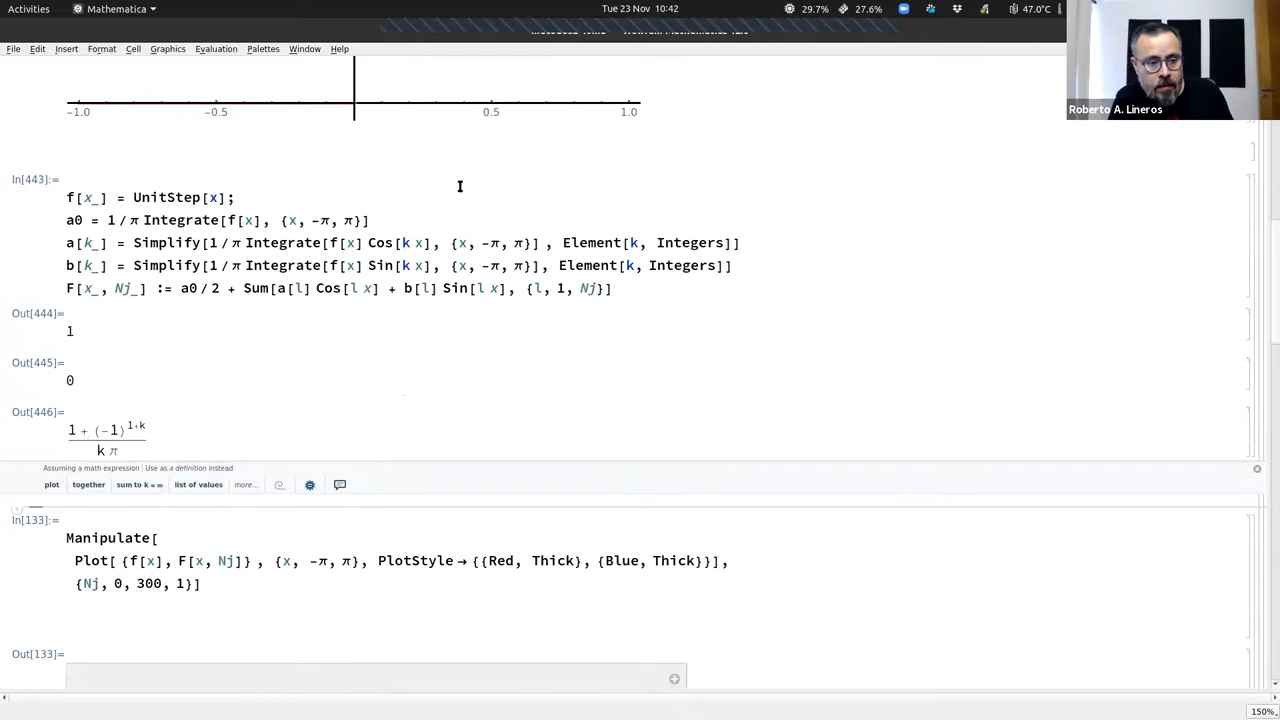 Activities Mathematica Tue 23 Nov 10:42 29.7% 27.6% 47.0°C
File Edit Insert Format Graphics Evaluation Palettes Window Help
Roberto A. Lineros
-1.0 -0.5 0.5 1.0
In[443]:=
f[x_] = UnitStep[x];
a0 = 1/π Integrate[f[x], {x, -π, π}]
a[k_] = Simplify[1/π Integrate[f[x] Cos[k x], {x, -π, π}] , Element[k, Integers]]
b[k_] = Simplify[1/π Integrate[f[x] Sin[k x], {x, -π, π}], Element[k, Integers]]
F[x_, Nj_] := a0/2 + Sum[a[l] Cos[l x] + b[l] Sin[l x], {l, 1, Nj}]
Out[444]=
1
Out[445]=
0
Out[446]=
1 + (-1)^1+k
k π
Assuming a math expression | Use as a definition instead
plot together sum to k=∞ list of values more...
In[133]:=
Manipulate[
Plot[ {f[x], F[x, Nj]} , {x, -π, π}, PlotStyle → {{Red, Thick}, {Blue, Thick}}],
{Nj, 0, 300, 1}]
Out[133]=
150%